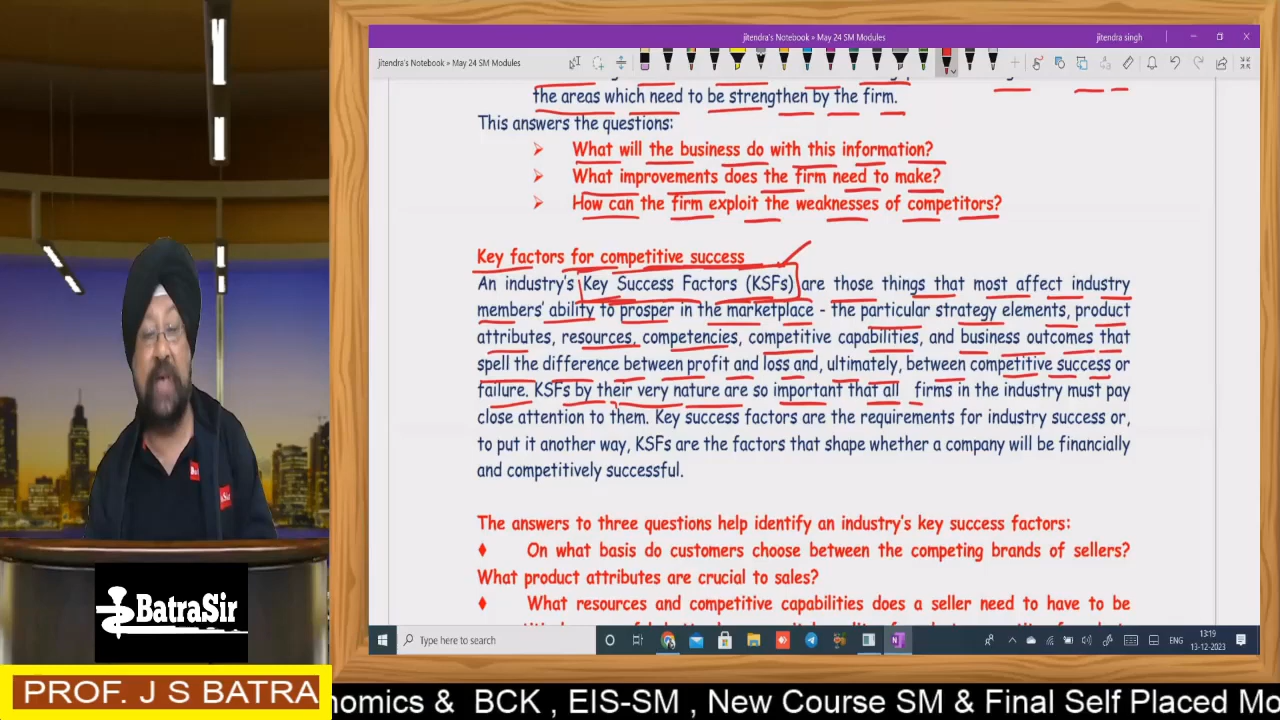 jitendra's Notebook » May 24 SM Modules
jitendra singh
jitendra's Notebook » May 24 SM Modules
the areas which need to be strengthen by the firm.
This answers the questions:
➢ What will the business do with this information?
➢ What improvements does the firm need to make?
➢ How can the firm exploit the weaknesses of competitors?
Key factors for competitive success
An industry's Key Success Factors (KSFs) are those things that most affect industry
members' ability to prosper in the marketplace - the particular strategy elements, product
attributes, resources, competencies, competitive capabilities, and business outcomes that
spell the difference between profit and loss and, ultimately, between competitive success or
failure. KSFs by their very nature are so important that all firms in the industry must pay
close attention to them. Key success factors are the requirements for industry success or,
to put it another way, KSFs are the factors that shape whether a company will be financially
and competitively successful.
The answers to three questions help identify an industry's key success factors:
♦ On what basis do customers choose between the competing brands of sellers?
What product attributes are crucial to sales?
♦ What resources and competitive capabilities does a seller need to have to be
BatraSir
Type here to search
ENG
13:19
13-12-2023
PROF. J S BATRA
nomics & BCK , EIS-SM , New Course SM & Final Self Placed Mo